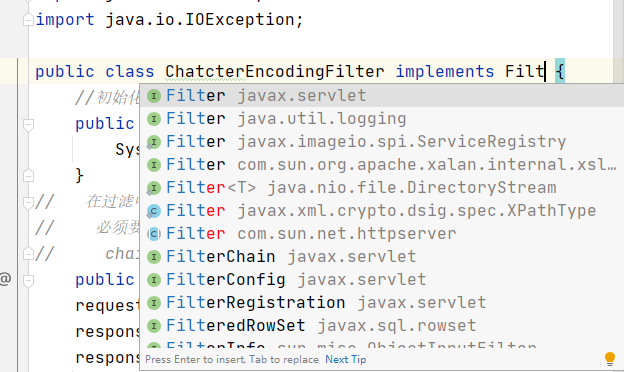 import java.io.IOException;
public class ChatcterEncodingFilter implements Filt {
//初始化
public
Sys
}
// 在过滤
// 必须要
// chai
@ public
request
respons
respons
Filter javax.servlet
Filter java.util.logging
Filter javax.imageio.spi.ServiceRegistry
Filter com.sun.org.apache.xalan.internal.xsl…
Filter<T> java.nio.file.DirectoryStream
Filter javax.xml.crypto.dsig.spec.XPathType
Filter com.sun.net.httpserver
FilterChain javax.servlet
FilterConfig javax.servlet
FilterRegistration javax.servlet
FilteredRowSet javax.sql.rowset
FilterInfo sun.misc.ObjectInputFilter
Press Enter to insert, Tab to replace Next Tip